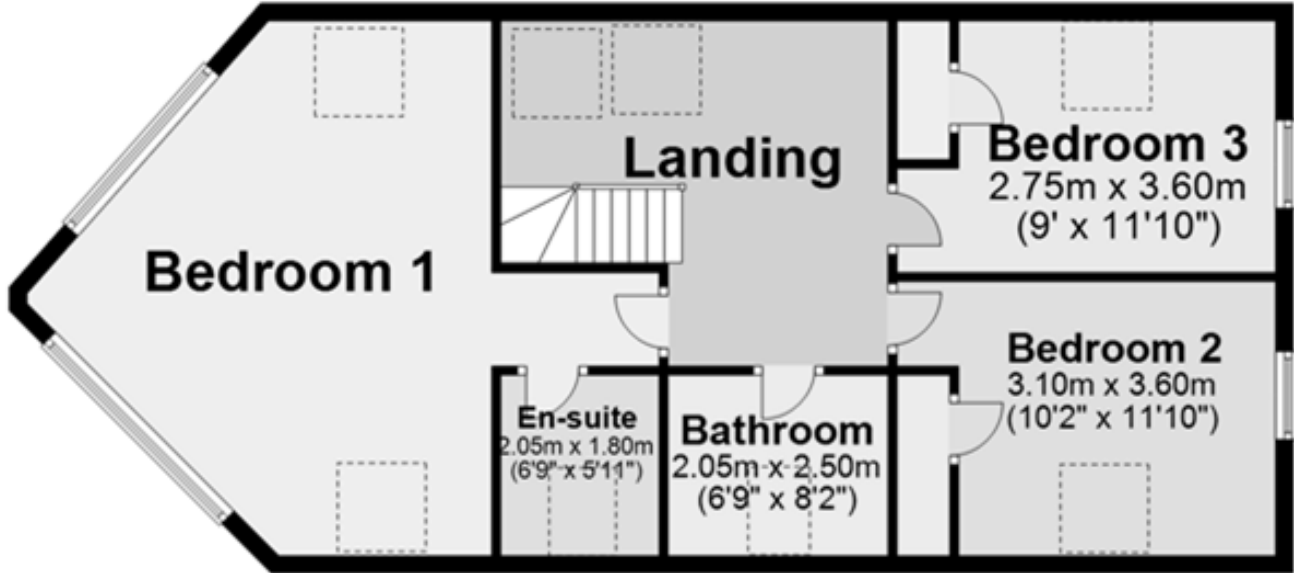 Bedroom 1
Landing
Bedroom 3
2.75m x 3.60m
(9' x 11'10")
Bedroom 2
3.10m x 3.60m
(10'2" x 11'10")
En-suite
2.05m x 1.80m
(6'9" x 5'11")
Bathroom
2.05m x 2.50m
(6'9" x 8'2")